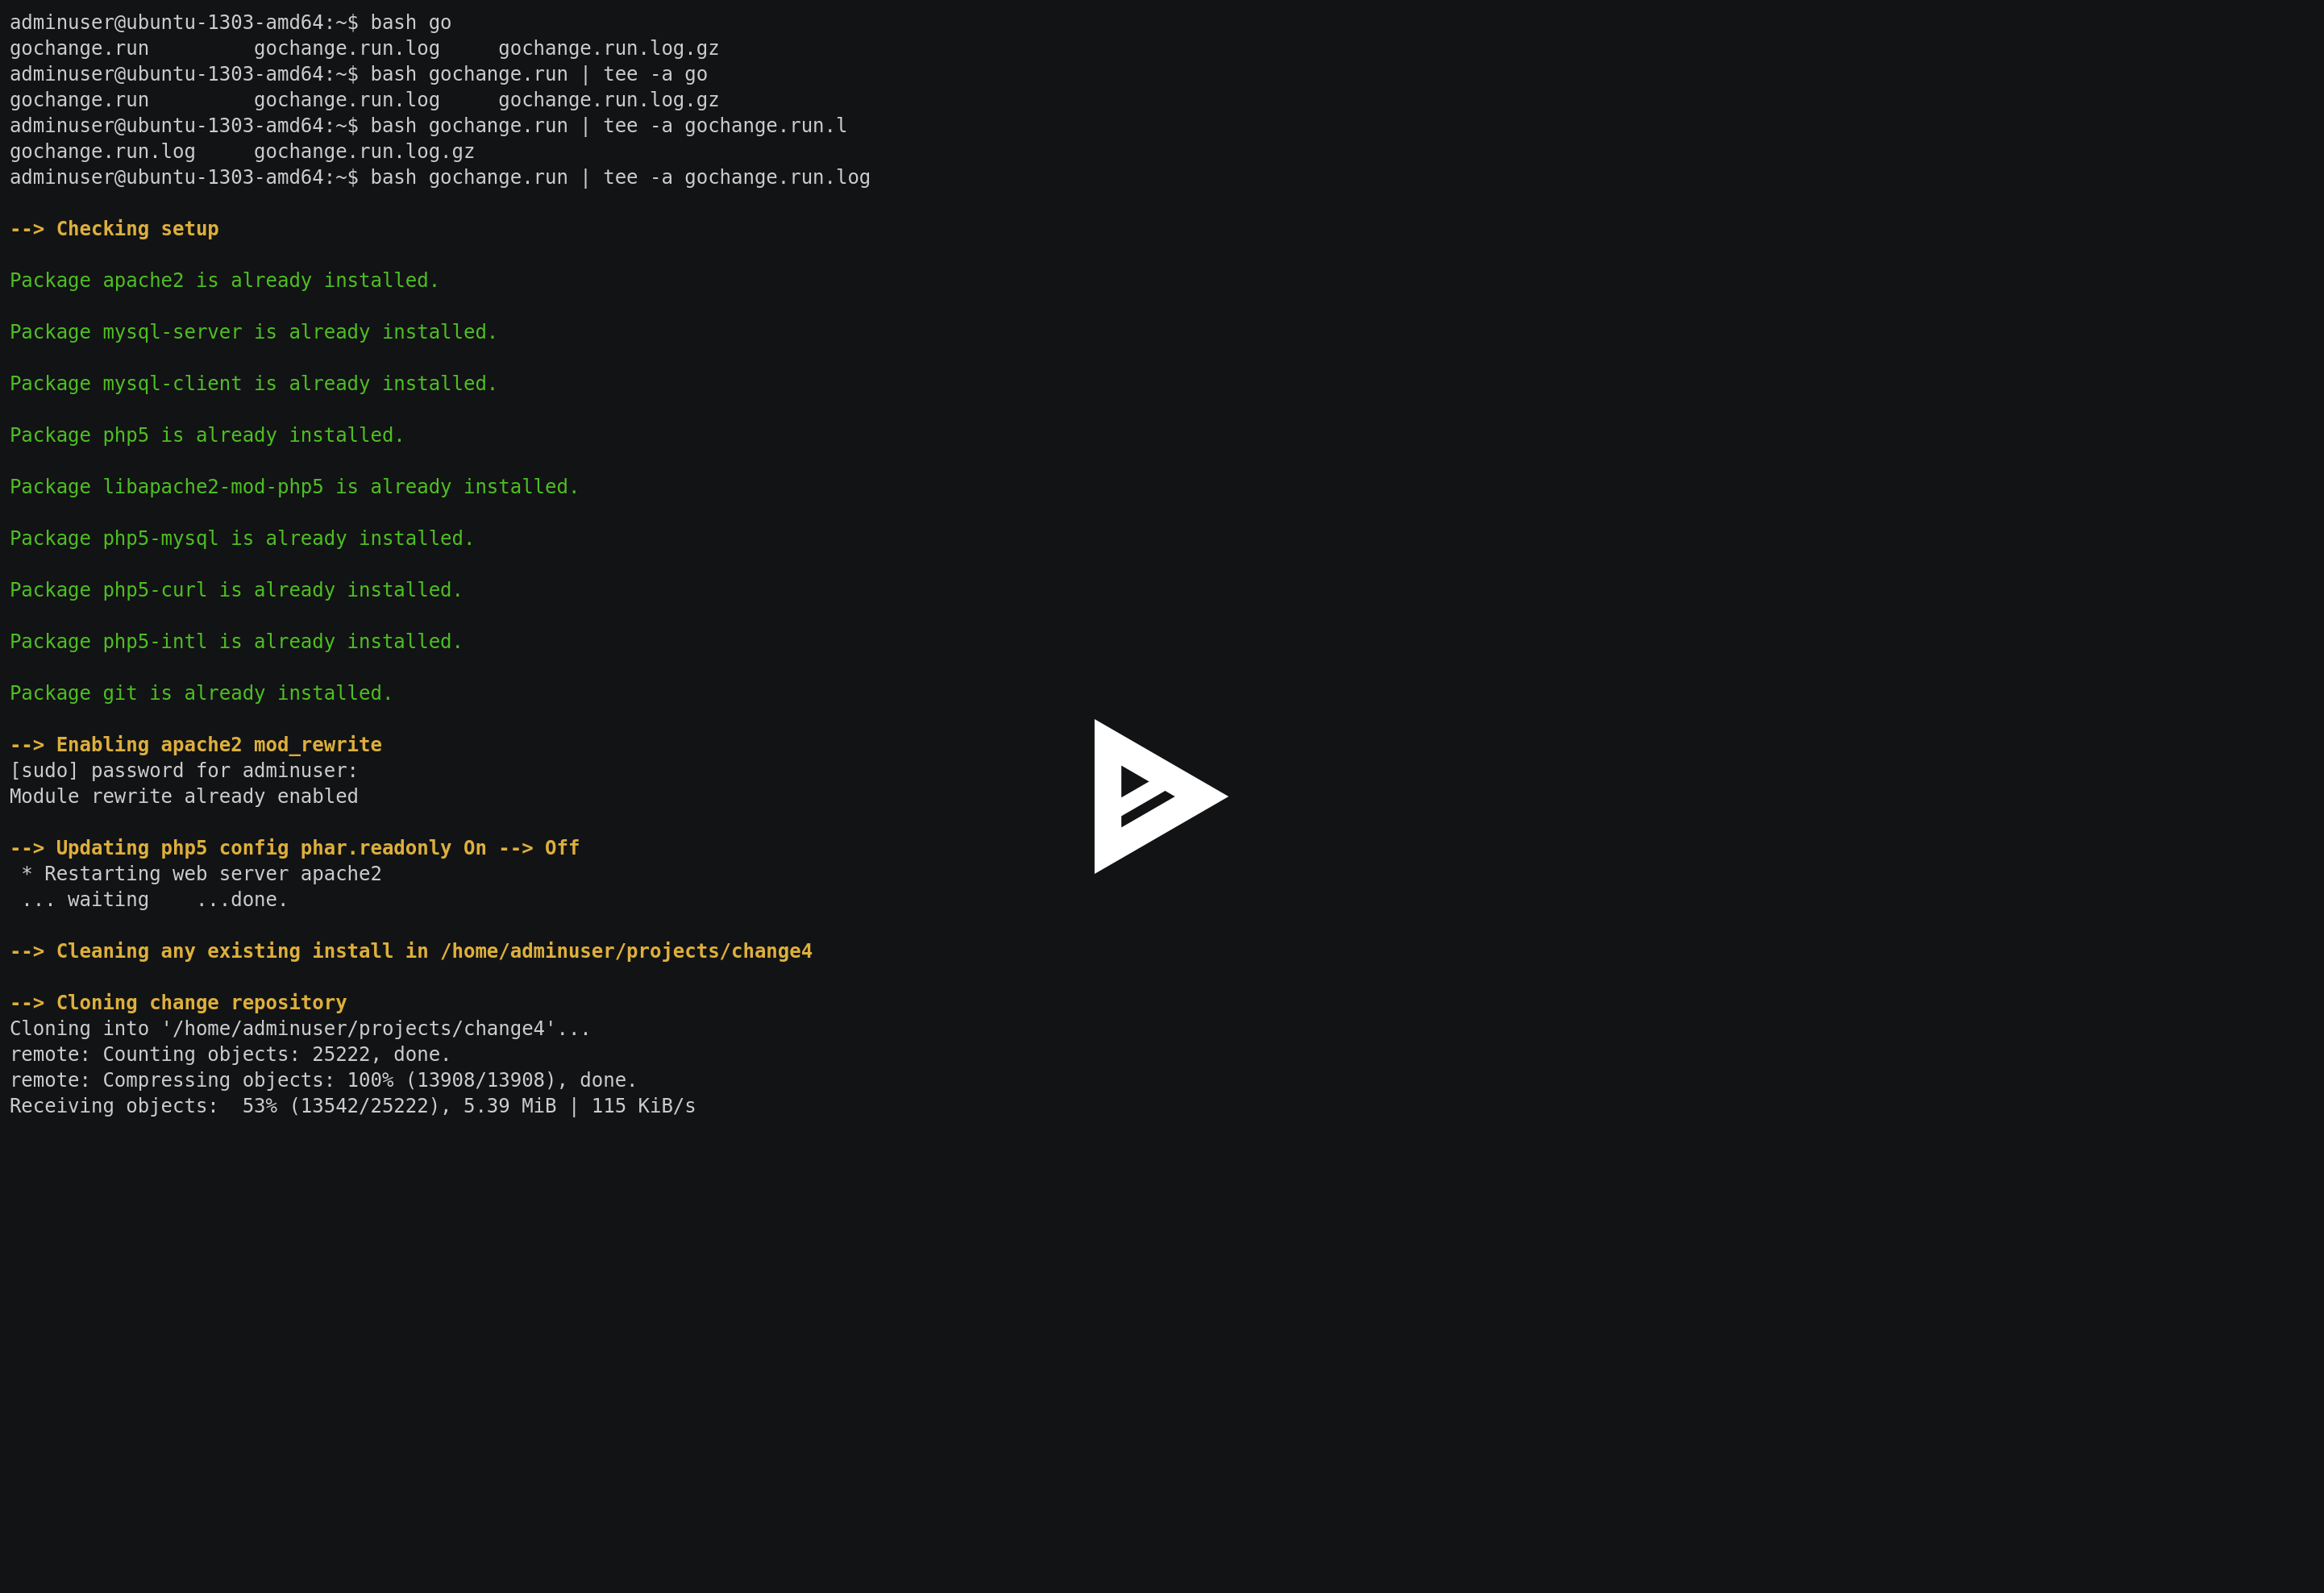 adminuser@ubuntu-1303-amd64:~$ bash go
gochange.run         gochange.run.log     gochange.run.log.gz
adminuser@ubuntu-1303-amd64:~$ bash gochange.run | tee -a go
gochange.run         gochange.run.log     gochange.run.log.gz
adminuser@ubuntu-1303-amd64:~$ bash gochange.run | tee -a gochange.run.l
gochange.run.log     gochange.run.log.gz
adminuser@ubuntu-1303-amd64:~$ bash gochange.run | tee -a gochange.run.log
--> Checking setup
Package apache2 is already installed.
Package mysql-server is already installed.
Package mysql-client is already installed.
Package php5 is already installed.
Package libapache2-mod-php5 is already installed.
Package php5-mysql is already installed.
Package php5-curl is already installed.
Package php5-intl is already installed.
Package git is already installed.
--> Enabling apache2 mod_rewrite
[sudo] password for adminuser:
Module rewrite already enabled
--> Updating php5 config phar.readonly On --> Off
 * Restarting web server apache2
 ... waiting    ...done.
--> Cleaning any existing install in /home/adminuser/projects/change4
--> Cloning change repository
Cloning into '/home/adminuser/projects/change4'...
remote: Counting objects: 25222, done.
remote: Compressing objects: 100% (13908/13908), done.
Receiving objects:  53% (13542/25222), 5.39 MiB | 115 KiB/s